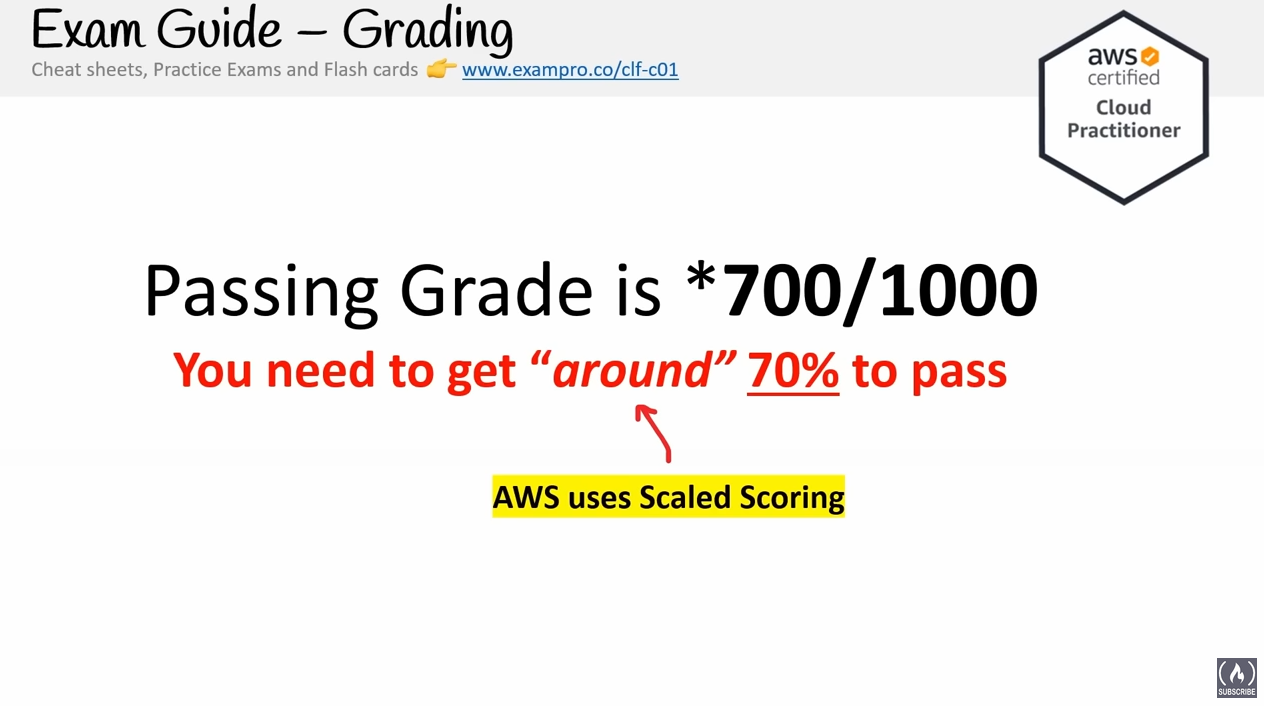 Exam Guide – Grading
Cheat sheets, Practice Exams and Flash cards 👉 www.exampro.co/clf-c01
aws
certified
Cloud
Practitioner
Passing Grade is *700/1000
You need to get “around” 70% to pass
AWS uses Scaled Scoring
SUBSCRIBE